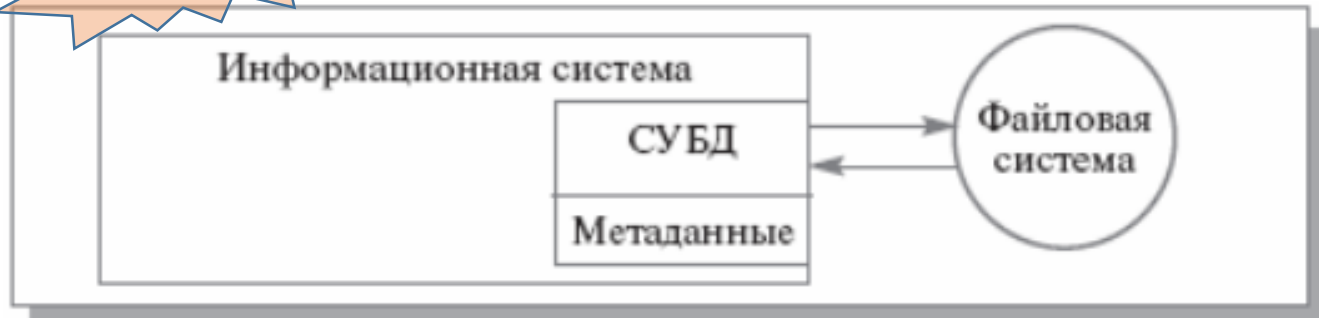 Информационная система
СУБД
Метаданные
Файловая
система